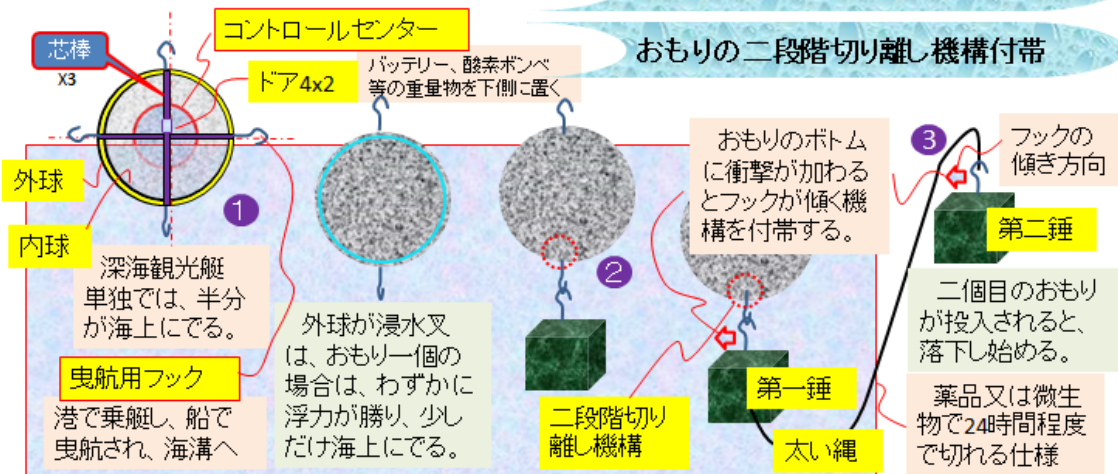 おもりの二段階切り離し機構付帯
コントロールセンター
芯棒
X3
ドア4x2
バッテリー、酸素ボンベ
等の重量物を下側に置く
外球
内球
①
深海観光艇
単独では、半分
が海上にでる。
曳航用フック
港で乗艇し、船で
曳航され、海溝へ
外球が浸水叉
は、おもり一個の
場合は、わずかに
浮力が勝り、少し
だけ海上にでる。
②
二段階切り
離し機構
おもりのボトム
に衝撃が加わる
とフックが傾く機
構を付帯する。
第一錘
太い縄
③
フックの
傾き方向
第二錘
二個目のおもり
が投入されると、
落下し始める。
薬品又は微生
物で24時間程度
で切れる仕様